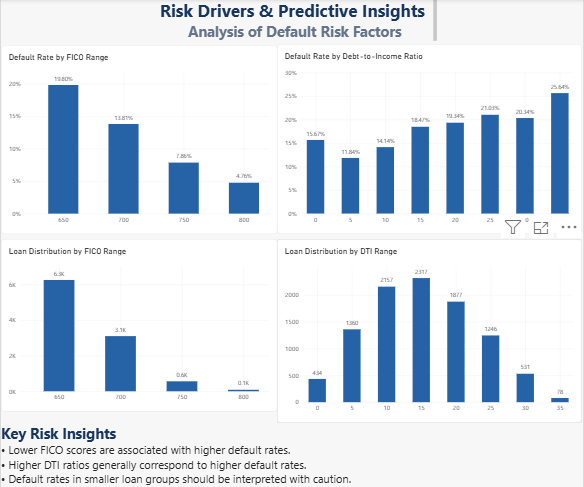 Risk Drivers & Predictive Insights
Analysis of Default Risk Factors
Default Rate by FICO Range
20%
15%
10%
5%
0%
19.80%
13.81%
7.86%
4.76%
650 700 750 800
Default Rate by Debt-to-Income Ratio
30%
25%
20%
15%
10%
5%
0%
15.67%
11.84%
14.14%
18.47%
19.34%
21.03%
20.34%
25.64%
0 5 10 15 20 25 0
Loan Distribution by FICO Range
6K
4K
2K
0K
6.3K
3.1K
0.6K
0.1K
650 700 750 800
Loan Distribution by DTI Range
2000
1500
1000
500
0
434
1360
2157
2317
1877
1246
531
78
0 5 10 15 20 25 30 35
Key Risk Insights
• Lower FICO scores are associated with higher default rates.
• Higher DTI ratios generally correspond to higher default rates.
• Default rates in smaller loan groups should be interpreted with caution.